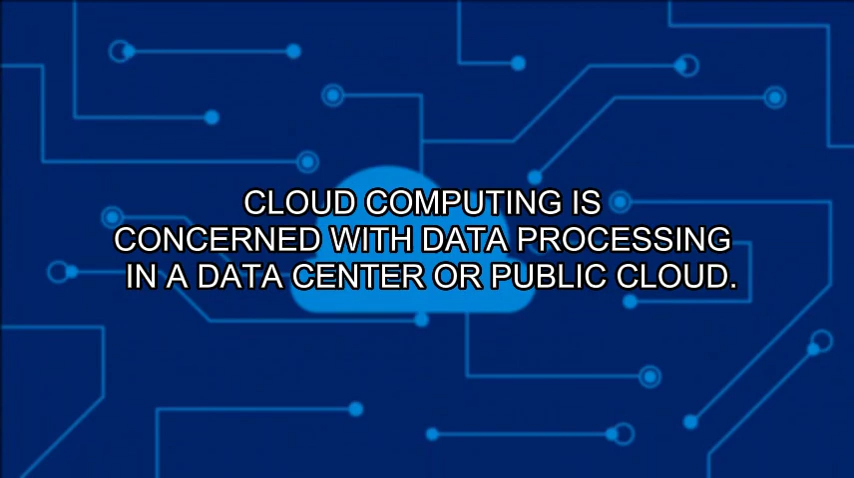 CLOUD COMPUTING IS
CONCERNED WITH DATA PROCESSING
IN A DATA CENTER OR PUBLIC CLOUD.